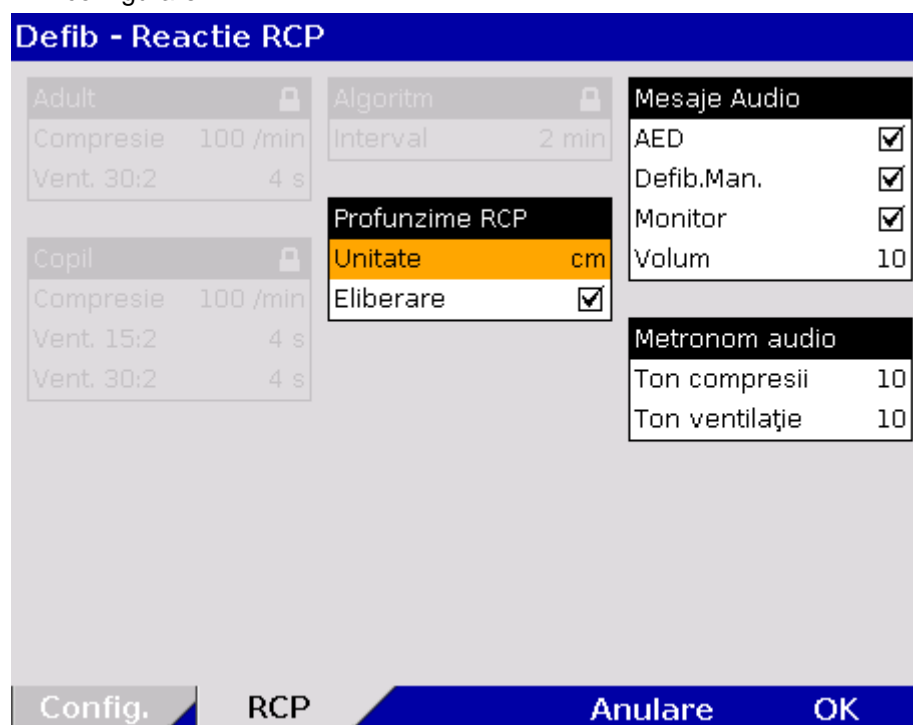 Defib - Reactie RCP
Adult
Compresie 100 /min
Vent. 30:2 4 s
Copil
Compresie 100 /min
Vent. 15:2 4 s
Vent. 30:2 4 s
Algoritm
Interval 2 min
Profunzime RCP
Unitate cm
Eliberare
Mesaje Audio
AED
Defib.Man.
Monitor
Volum 10
Metronom audio
Ton compresii 10
Ton ventilaţie 10
Config. RCP Anulare OK